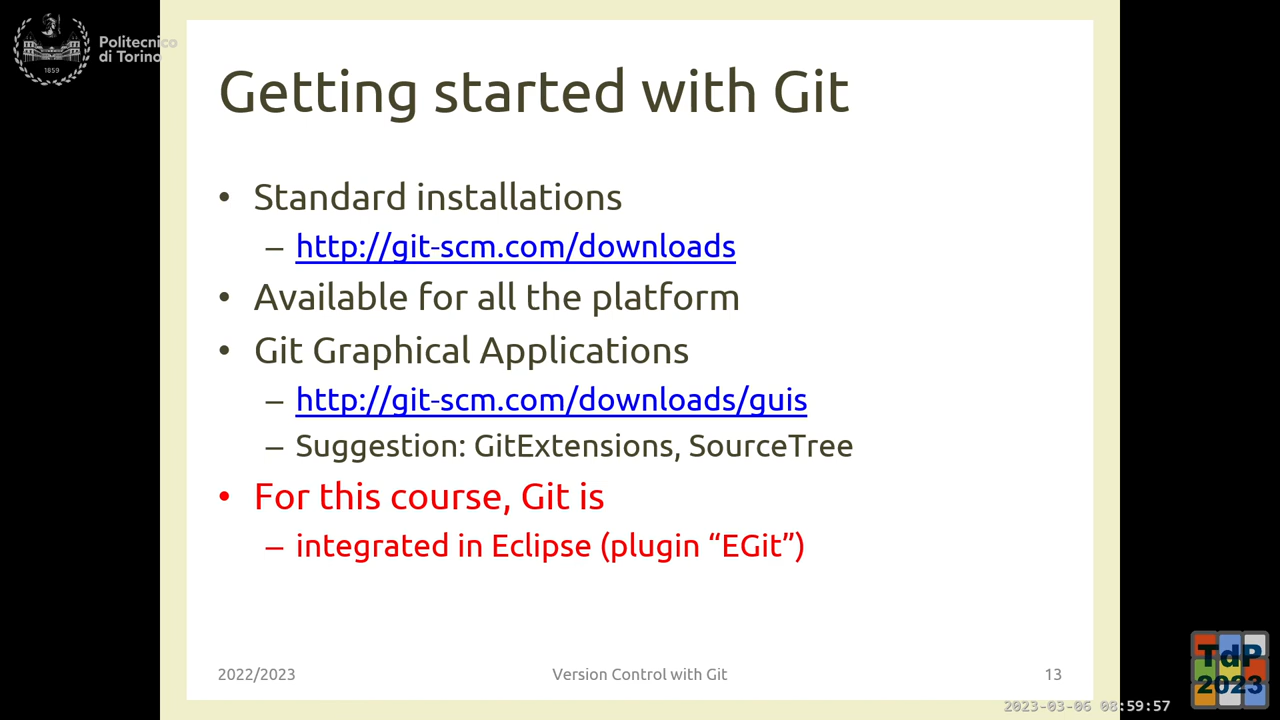 Politecnico
di Torino
1859
Getting started with Git
• Standard installations
– http://git-scm.com/downloads
• Available for all the platform
• Git Graphical Applications
– http://git-scm.com/downloads/guis
– Suggestion: GitExtensions, SourceTree
• For this course, Git is
– integrated in Eclipse (plugin “EGit”)
2022/2023
Version Control with Git
13
TdP
2023
2023-03-06 08:59:57